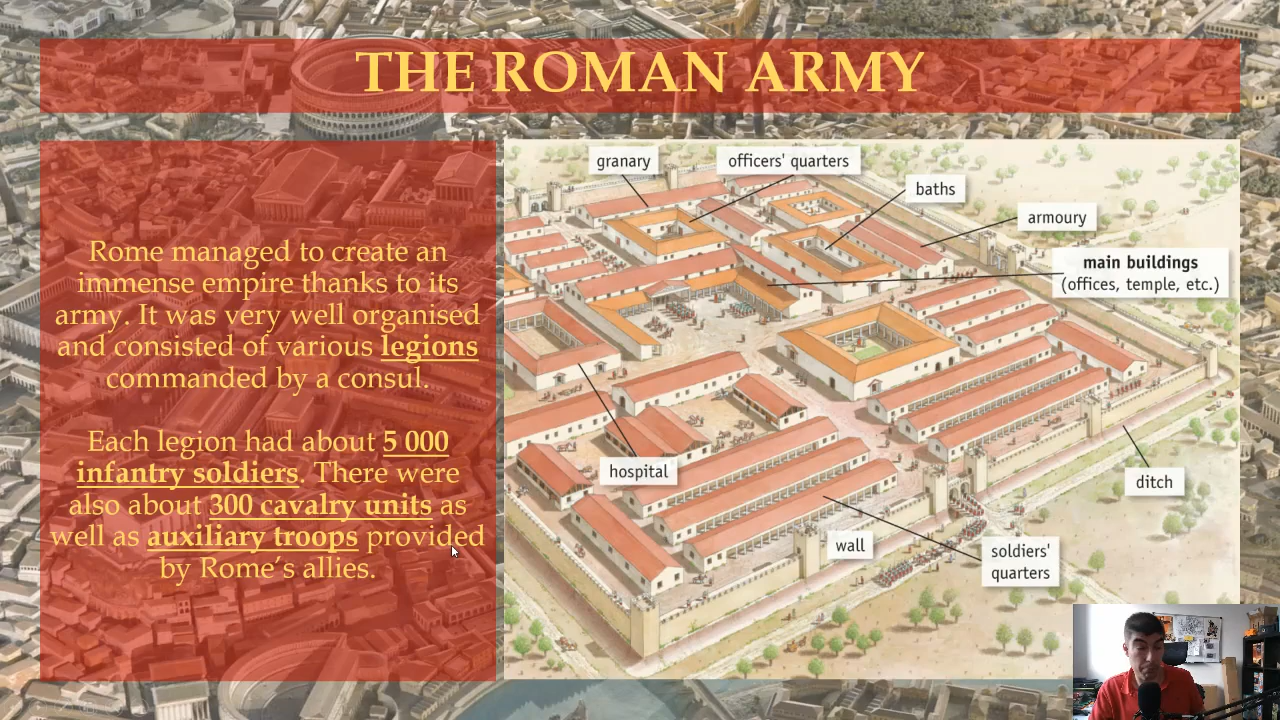 THE ROMAN ARMY
Rome managed to create an
immense empire thanks to its
army. It was very well organised
and consisted of various legions
commanded by a consul.
Each legion had about 5 000
infantry soldiers. There were
also about 300 cavalry units as
well as auxiliary troops provided
by Rome's allies.
granary
officers' quarters
baths
armoury
main buildings
(offices, temple, etc.)
hospital
ditch
wall
soldiers'
quarters